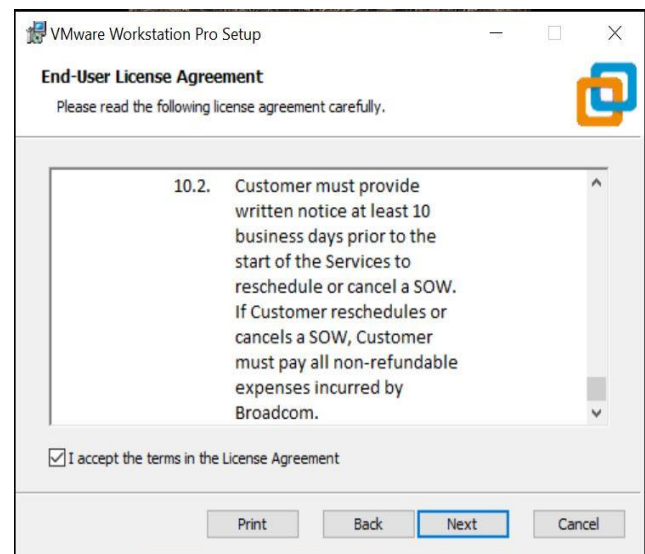 VMware Workstation Pro Setup
End-User License Agreement
Please read the following license agreement carefully.
10.2. Customer must provide
written notice at least 10
business days prior to the
start of the Services to
reschedule or cancel a SOW.
If Customer reschedules or
cancels a SOW, Customer
must pay all non-refundable
expenses incurred by
Broadcom.
I accept the terms in the License Agreement
Print Back Next Cancel